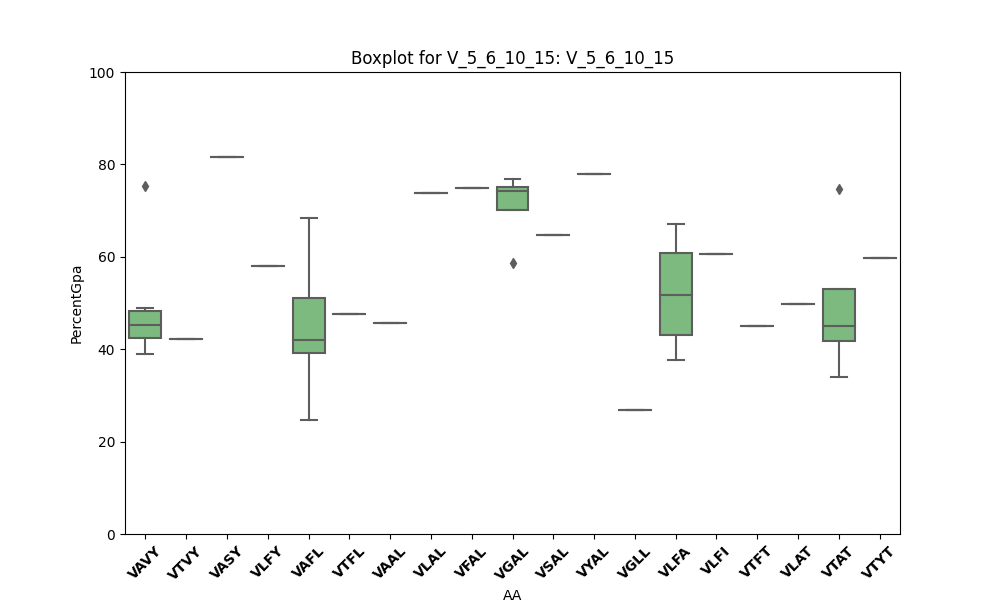 Boxplot for V_5_6_10_15: V_5_6_10_15
100
80
60
40
20
0
PercentGpa
VAVY VTVY VASY VLFY VAFL VTFL VAAL VLAL VFAL VGAL VSAL VYAL VGLL VLFA VLFI VTFT VLAT VTAT VTYT
AA